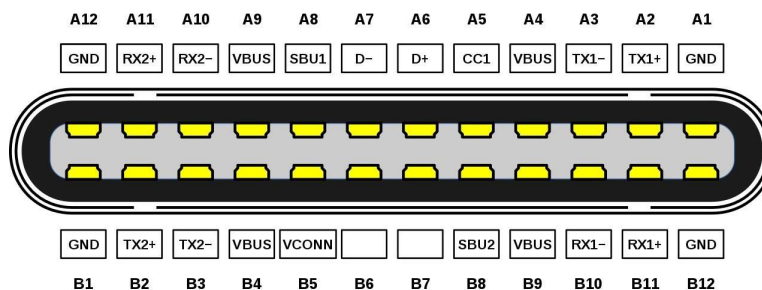 A12 A11 A10 A9 A8 A7 A6 A5 A4 A3 A2 A1
GND RX2+ RX2− VBUS SBU1 D− D+ CC1 VBUS TX1− TX1+ GND
GND TX2+ TX2− VBUS VCONN SBU2 VBUS RX1− RX1+ GND
B1 B2 B3 B4 B5 B6 B7 B8 B9 B10 B11 B12